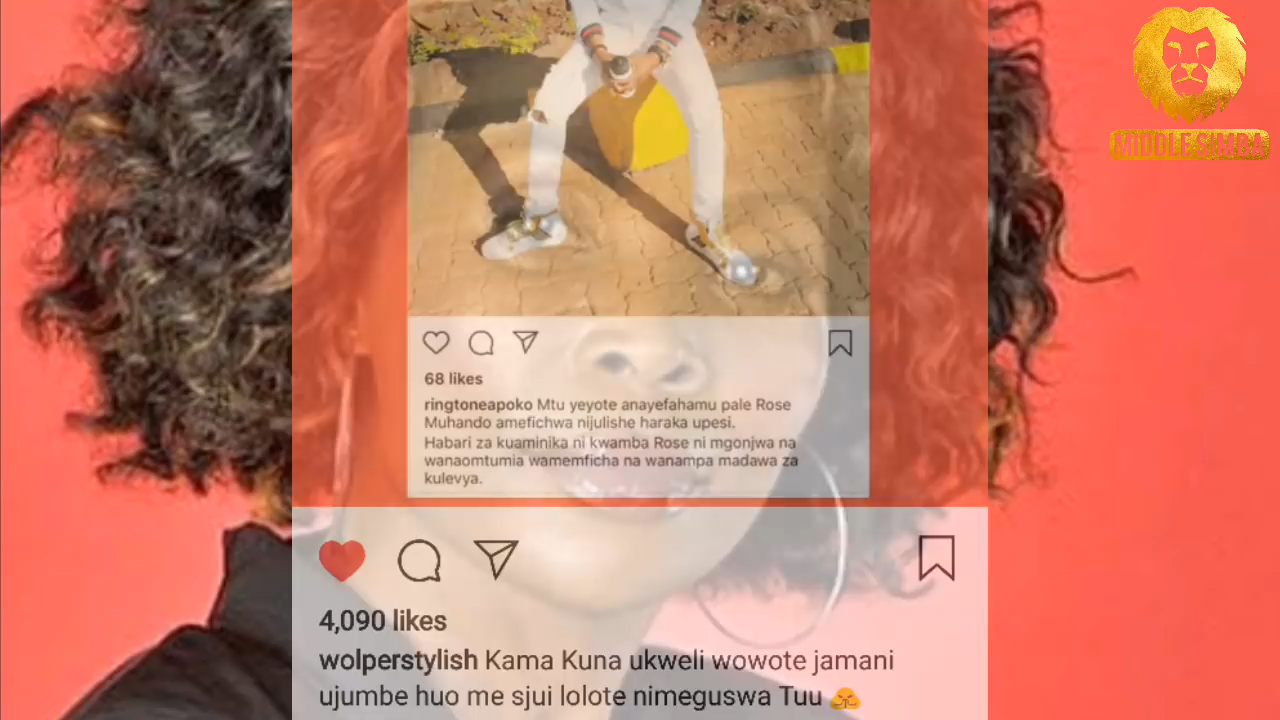 MIDDLE SIMBA
68 likes
ringtoneapoko Mtu yeyote anayefahamu pale Rose
Muhando amefichwa nijulishe haraka upesi.
Habari za kuaminika ni kwamba Rose ni mgonjwa na
wanaomtumia wamemficha na wanampa madawa za
kulevya.
4,090 likes
wolperstylish Kama Kuna ukweli wowote jamani
ujumbe huo me sjui lolote nimeguswa Tuu 🙏